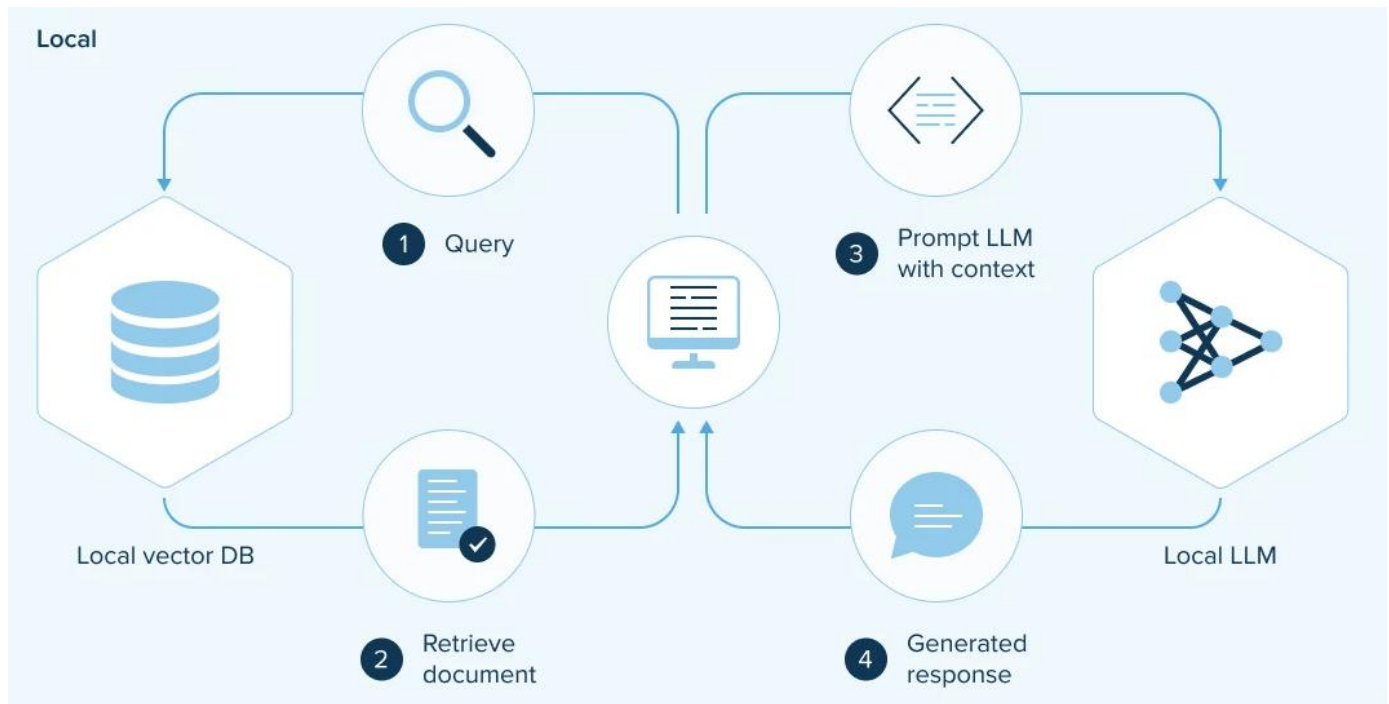 Local
1 Query
3 Prompt LLM
with context
Local vector DB
Local LLM
2 Retrieve
document
4 Generated
response